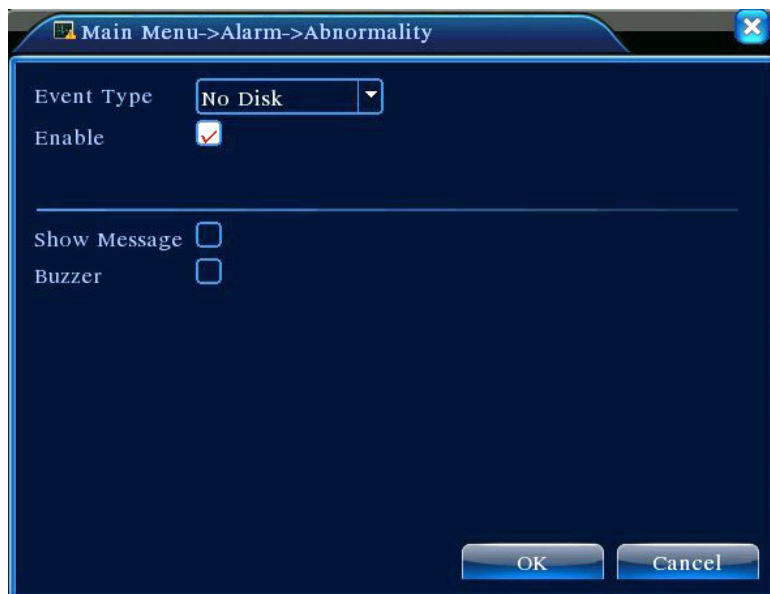 Main Menu->Alarm->Abnormality
Event Type No Disk
Enable
Show Message
Buzzer
OK Cancel